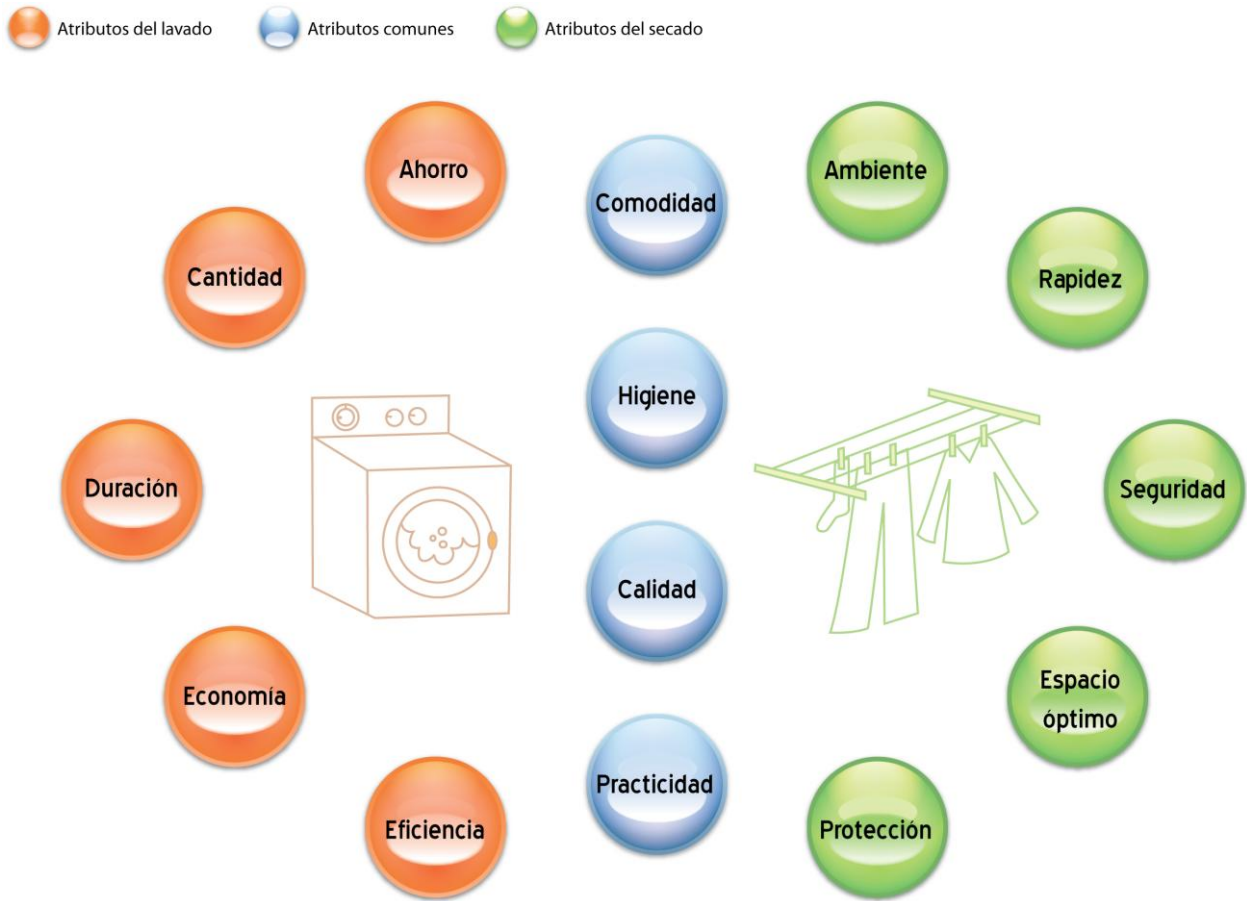 Atributos del lavado
Atributos comunes
Atributos del secado
Ahorro
Cantidad
Duración
Economía
Eficiencia
Comodidad
Higiene
Calidad
Practicidad
Ambiente
Rapidez
Seguridad
Espacio
óptimo
Protección